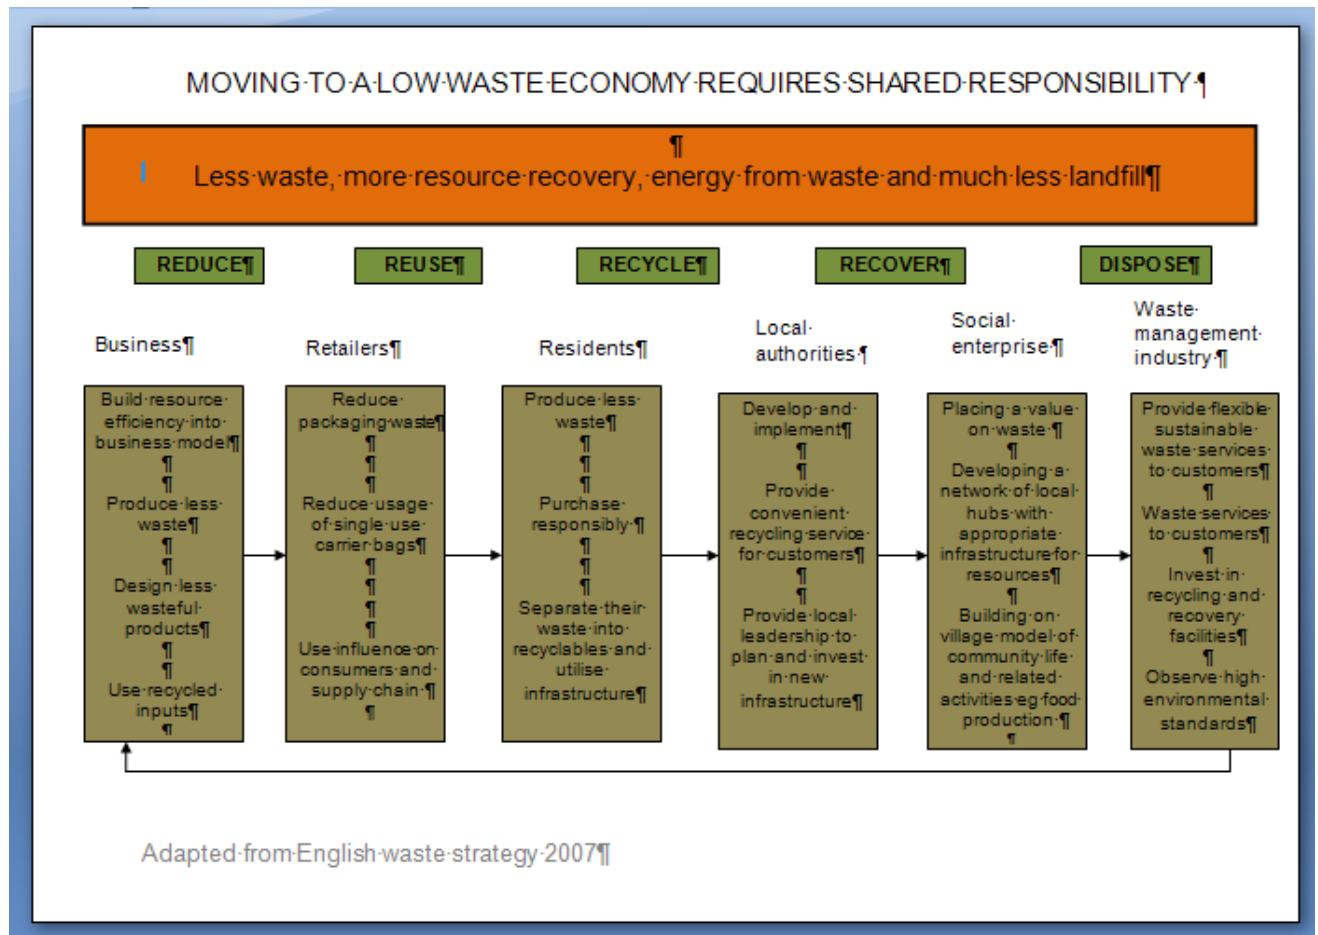 MOVING TO A LOW WASTE ECONOMY REQUIRES SHARED RESPONSIBILITY ¶
¶
Less waste, more resource recovery, energy from waste and much less landfill¶
REDUCE¶
REUSE¶
RECYCLE¶
RECOVER¶
DISPOSE¶
Business¶
Retailers¶
Residents¶
Local
authorities ¶
Social
enterprise ¶
Waste
management
industry ¶
Build resource
efficiency into
business model¶
¶
¶
Produce less
waste¶
¶
¶
Design less
wasteful
products¶
¶
¶
Use recycled
inputs¶
¶
Reduce
packaging waste¶
¶
¶
¶
Reduce usage
of single use
carrier bags¶
¶
¶
¶
¶
Use influence on
consumers and
supply chain ¶
¶
Produce less
waste¶
¶
¶
¶
Purchase
responsibly ¶
¶
¶
¶
Separate their
waste into
recyclables and
utilise
infrastructure¶
Develop and
implement¶
¶
¶
Provide
convenient
recycling service
for customers¶
¶
¶
Provide local
leadership to
plan and invest
in new
infrastructure¶
Placing a value
on waste ¶
¶
Developing a
network of local
hubs with
appropriate
infrastructure for
resources¶
¶
Building on
village model of
community life
and related
activities eg food
production ¶
¶
Provide flexible
sustainable
waste services
to customers¶
¶
Waste services
to customers¶
¶
Invest in
recycling and
recovery
facilities¶
¶
Observe high
environmental
standards¶
Adapted from English waste strategy 2007¶